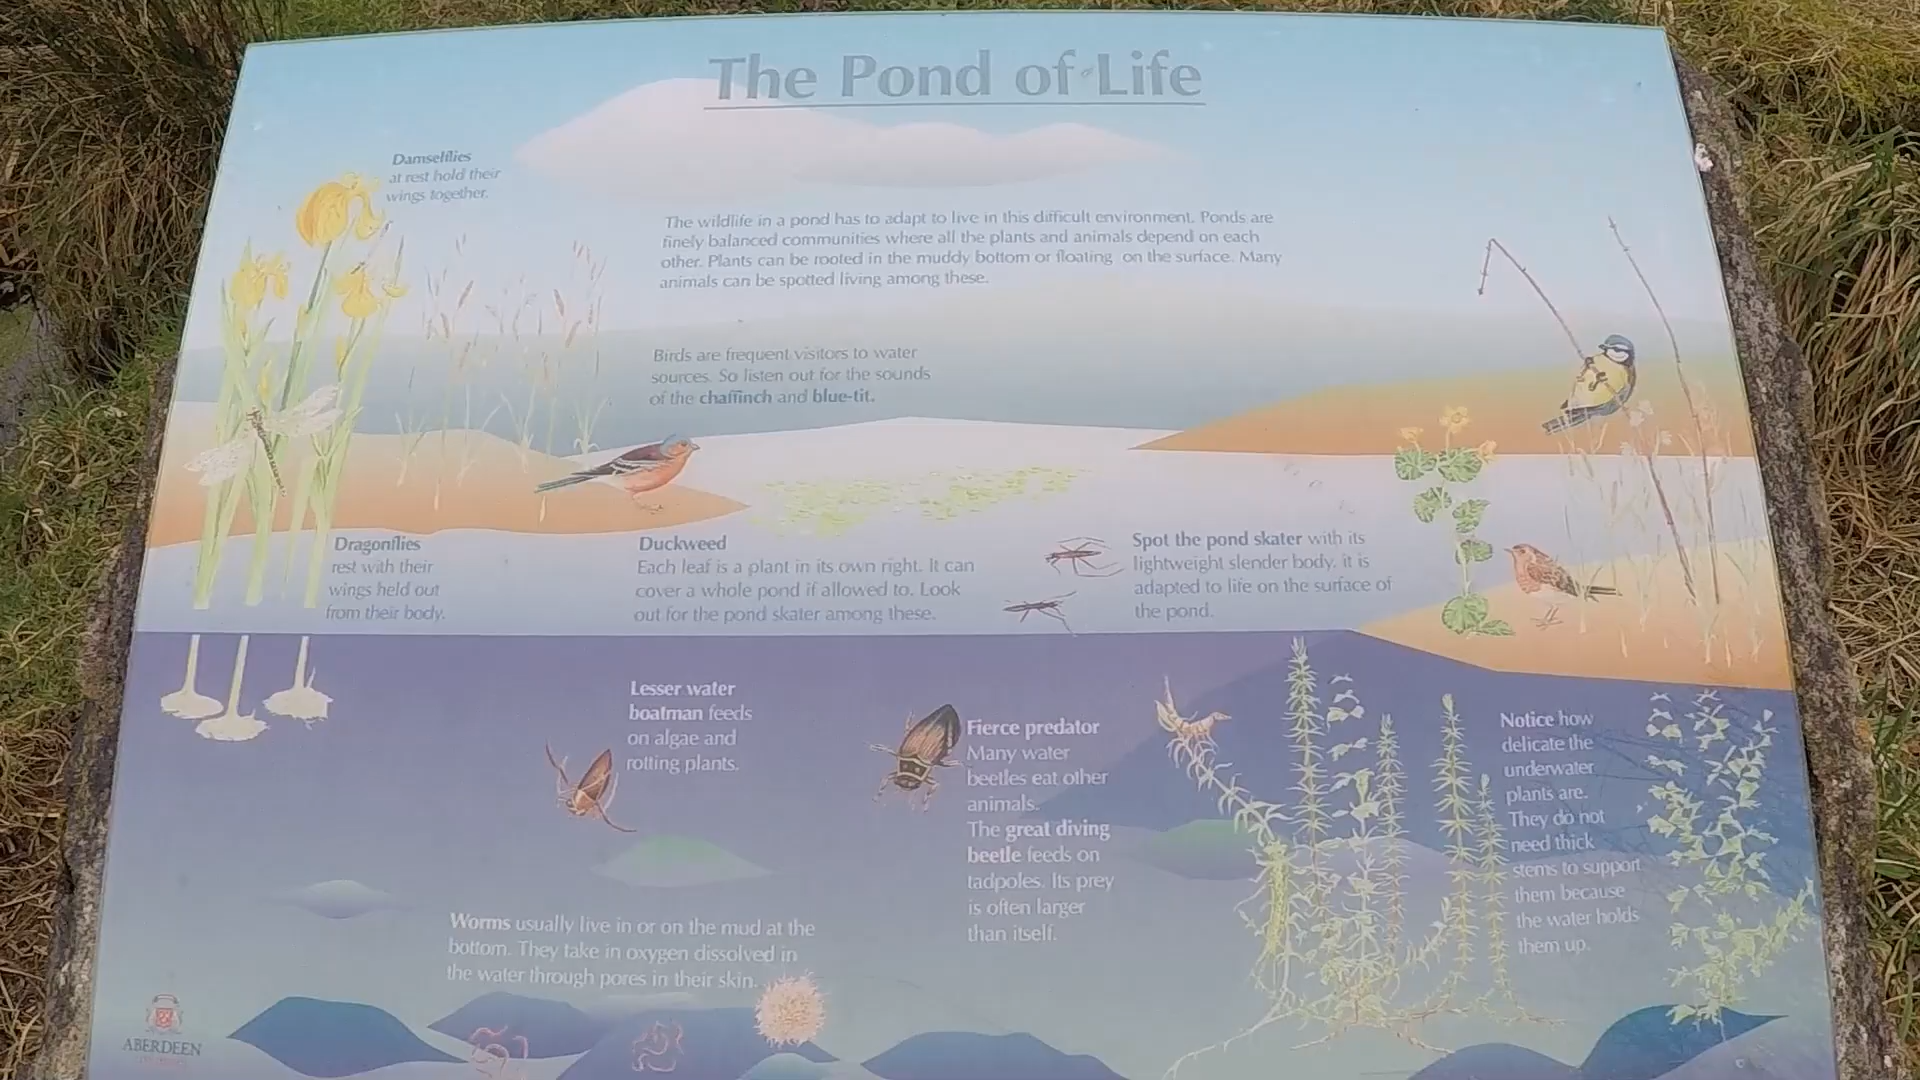 The Pond of Life
Damselflies
at rest hold their
wings together.
The wildlife in a pond has to adapt to live in this difficult environment. Ponds are
finely balanced communities where all the plants and animals depend on each
other. Plants can be rooted in the muddy bottom or floating on the surface. Many
animals can be spotted living among these.
Birds are frequent visitors to water
sources. So listen out for the sounds
of the chaffinch and blue-tit.
Dragonflies
rest with their
wings held out
from their body.
Duckweed
Each leaf is a plant in its own right. It can
cover a whole pond if allowed to. Look
out for the pond skater among these.
Spot the pond skater with its
lightweight slender body. it is
adapted to life on the surface of
the pond.
Lesser water
boatman feeds
on algae and
rotting plants.
Fierce predator
Many water
beetles eat other
animals.
The great diving
beetle feeds on
tadpoles. Its prey
is often larger
than itself.
Notice how
delicate the
underwater
plants are.
They do not
need thick
stems to support
them because
the water holds
them up.
Worms usually live in or on the mud at the
bottom. They take in oxygen dissolved in
the water through pores in their skin.
ABERDEEN